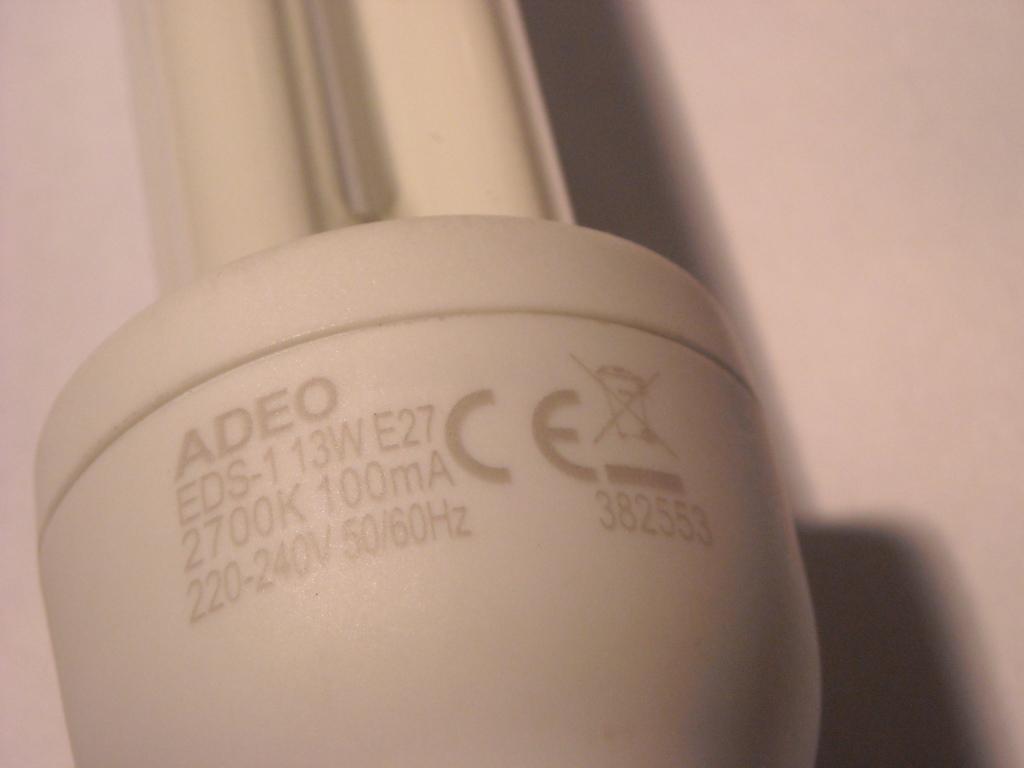 ADEO
EDS-1 13W E27
2700K 100mA
220-240V 50/60Hz
CE
382553